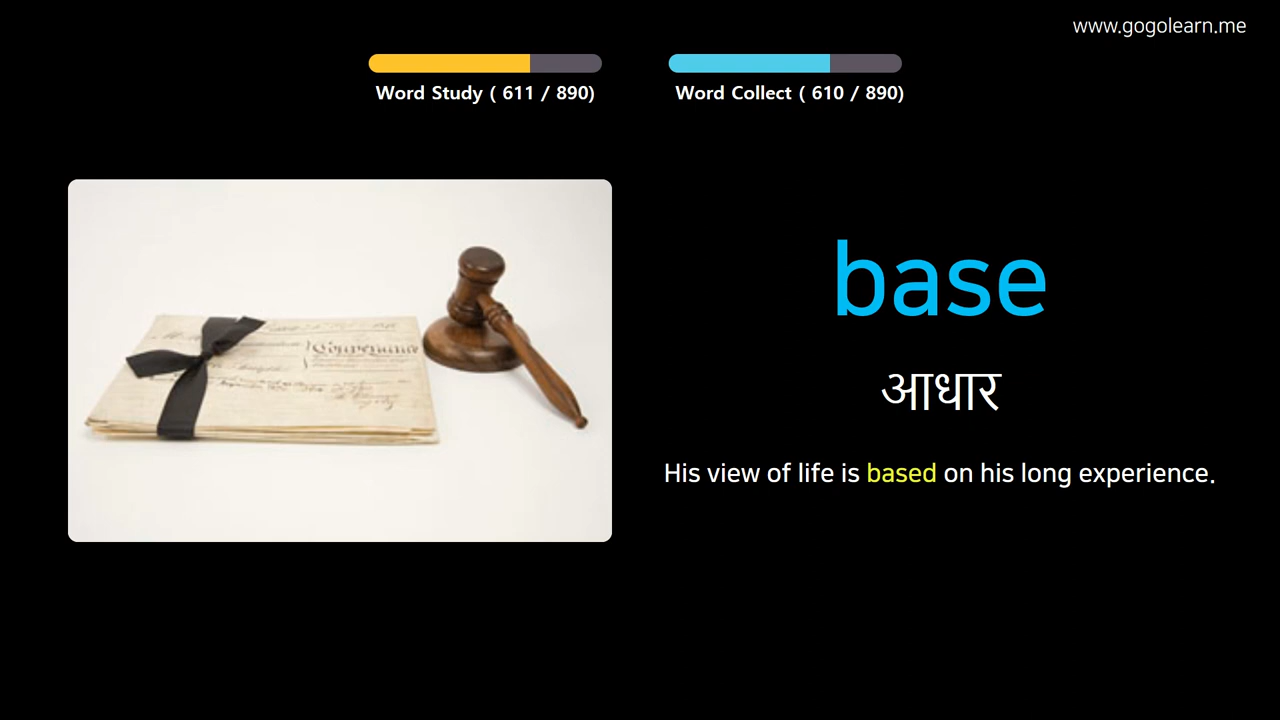 www.gogolearn.me
Word Study ( 611 / 890)
Word Collect ( 610 / 890)
base
आधार
His view of life is based on his long experience.